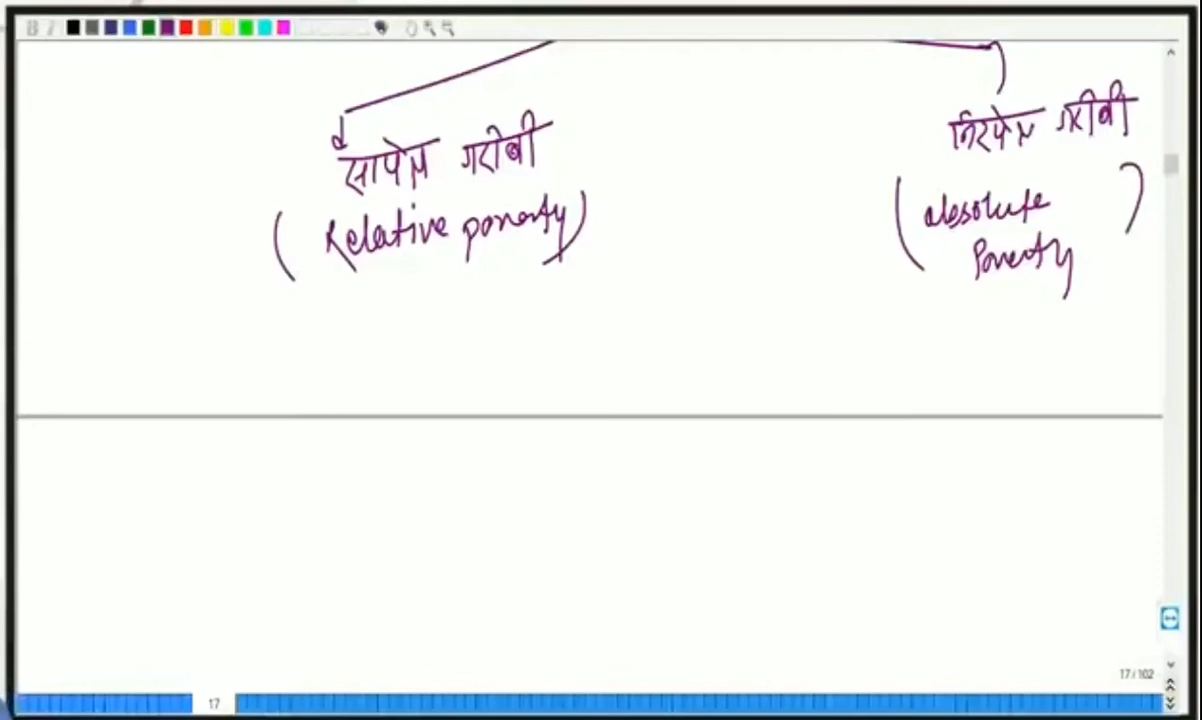 सापेक्ष गरीबी
(Relative poverty)
निरपेक्ष गरीबी
(absolute
Poverty)
17/102
17